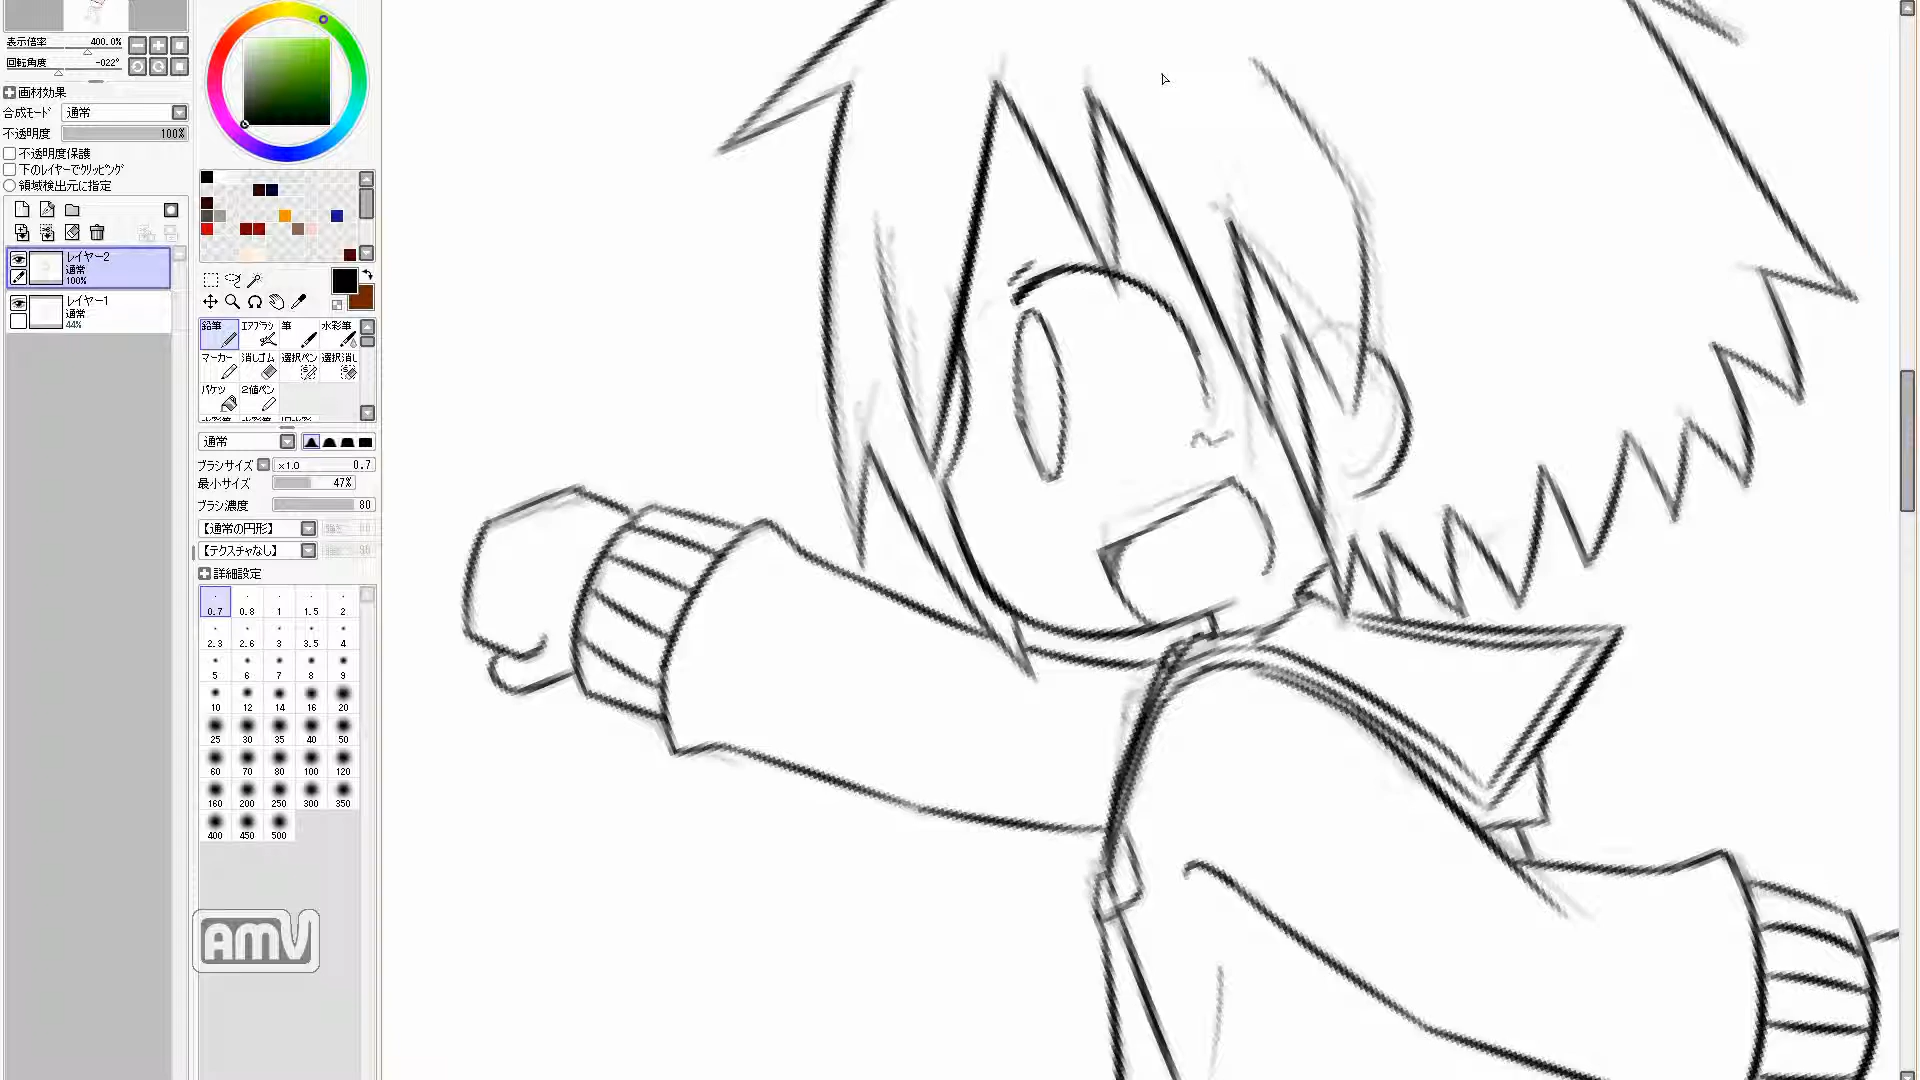 表示倍率 400.0%
回転角度 -022°
画材効果
合成モード 通常
不透明度 100%
不透明度保護
下のレイヤーでクリッピング
領域検出元に指定
レイヤー2
通常
100%
レイヤー1
通常
44%
鉛筆 エアブラシ 筆 水彩筆
マーカー 消しゴム 選択ペン 選択消し
バケツ 2値ペン
通常
ブラシサイズ x1.0 0.7
最小サイズ 47%
ブラシ濃度 80
【通常の円形】
【テクスチャなし】
詳細設定
0.7 0.8 1 1.5 2
2.3 2.6 3 3.5 4
5 6 7 8 9
10 12 14 16 20
25 30 35 40 50
60 70 80 100 120
160 200 250 300 350
400 450 500
AMV